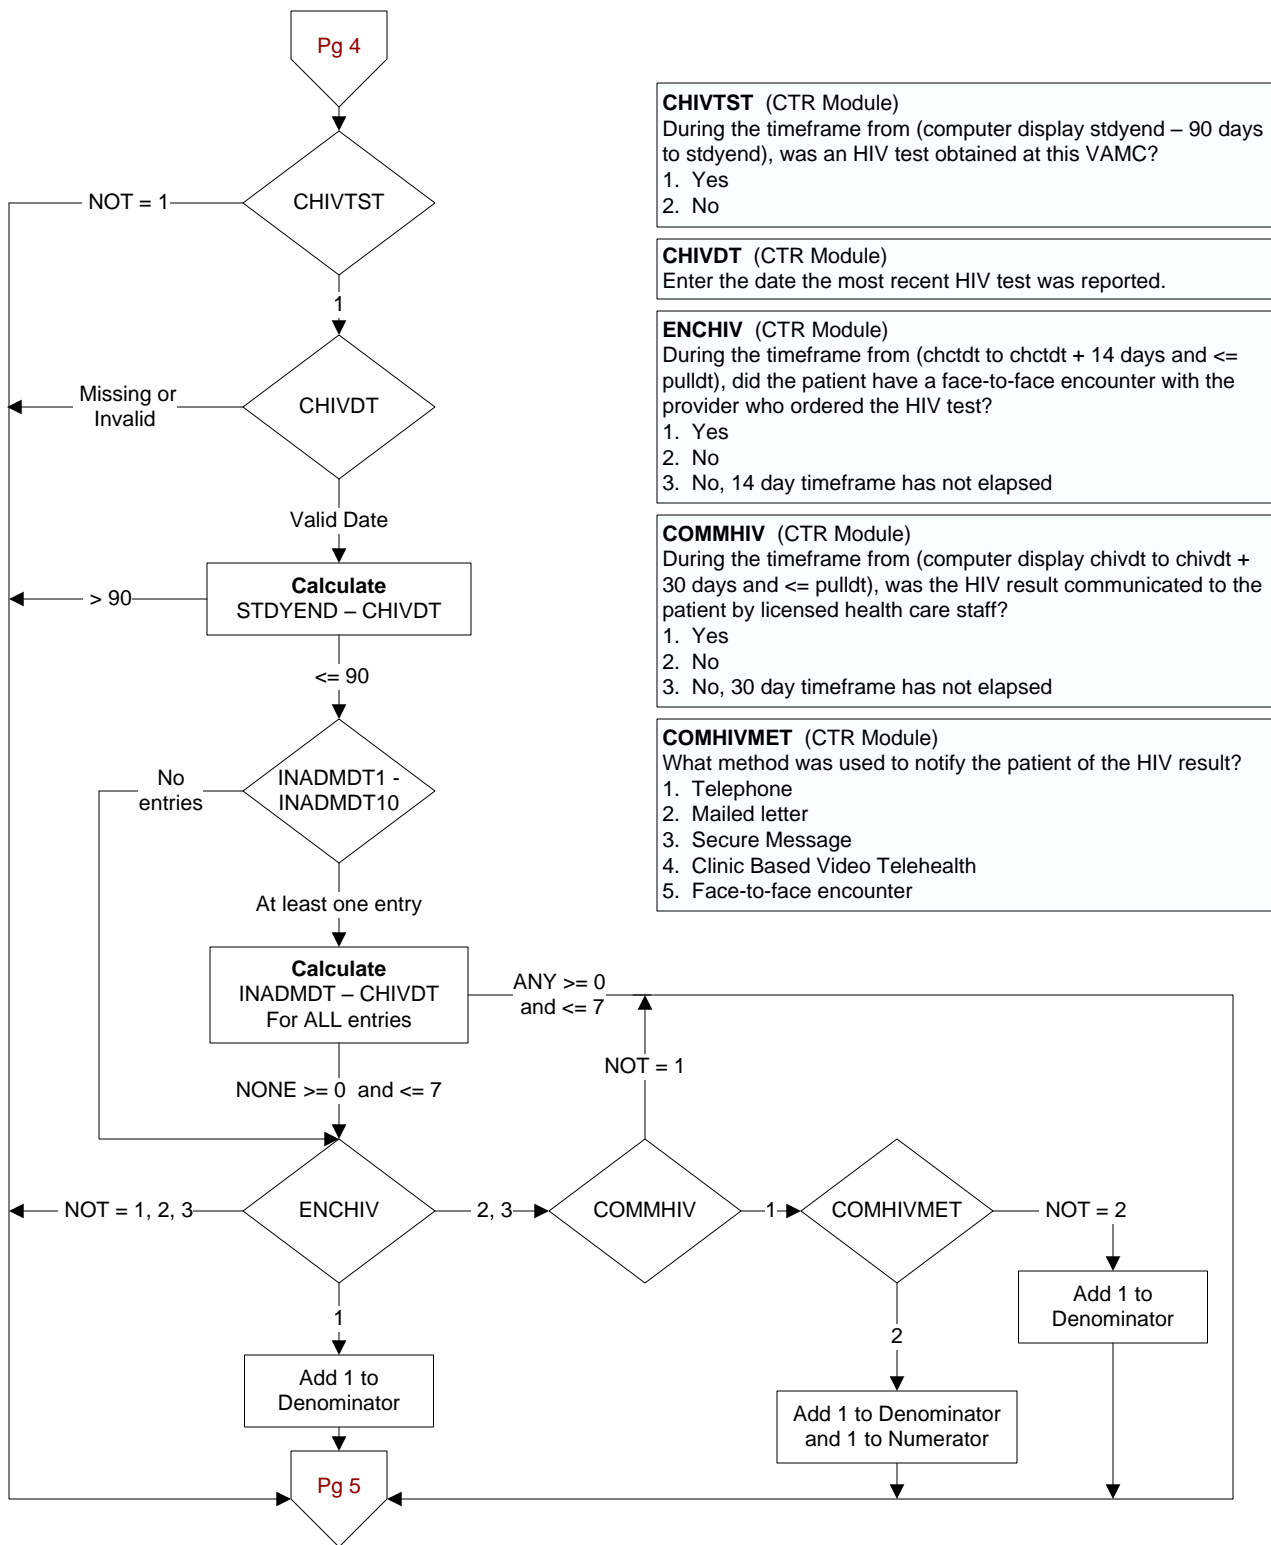 Pg 4
CHIVTST (CTR Module)
During the timeframe from (computer display stdyend – 90 days
to stdyend), was an HIV test obtained at this VAMC?
1. Yes
2. No
NOT = 1
CHIVTST
1
CHIVDT (CTR Module)
Enter the date the most recent HIV test was reported.
ENCHIV (CTR Module)
During the timeframe from (chctdt to chctdt + 14 days and <=
pulldt), did the patient have a face-to-face encounter with the
provider who ordered the HIV test?
1. Yes
2. No
3. No, 14 day timeframe has not elapsed
Missing or
Invalid
CHIVDT
Valid Date
COMMHIV (CTR Module)
During the timeframe from (computer display chivdt to chivdt +
30 days and <= pulldt), was the HIV result communicated to the
patient by licensed health care staff?
1. Yes
2. No
3. No, 30 day timeframe has not elapsed
> 90
Calculate
STDYEND – CHIVDT
<= 90
COMHIVMET (CTR Module)
What method was used to notify the patient of the HIV result?
1. Telephone
2. Mailed letter
3. Secure Message
4. Clinic Based Video Telehealth
5. Face-to-face encounter
No
entries
INADMDT1 -
INADMDT10
At least one entry
Calculate
INADMDT – CHIVDT
For ALL entries
ANY >= 0
and <= 7
NONE >= 0 and <= 7
NOT = 1
NOT = 1, 2, 3
ENCHIV
2, 3
COMMHIV
1
COMHIVMET
NOT = 2
1
2
Add 1 to
Denominator
Add 1 to
Denominator
Add 1 to Denominator
and 1 to Numerator
Pg 5